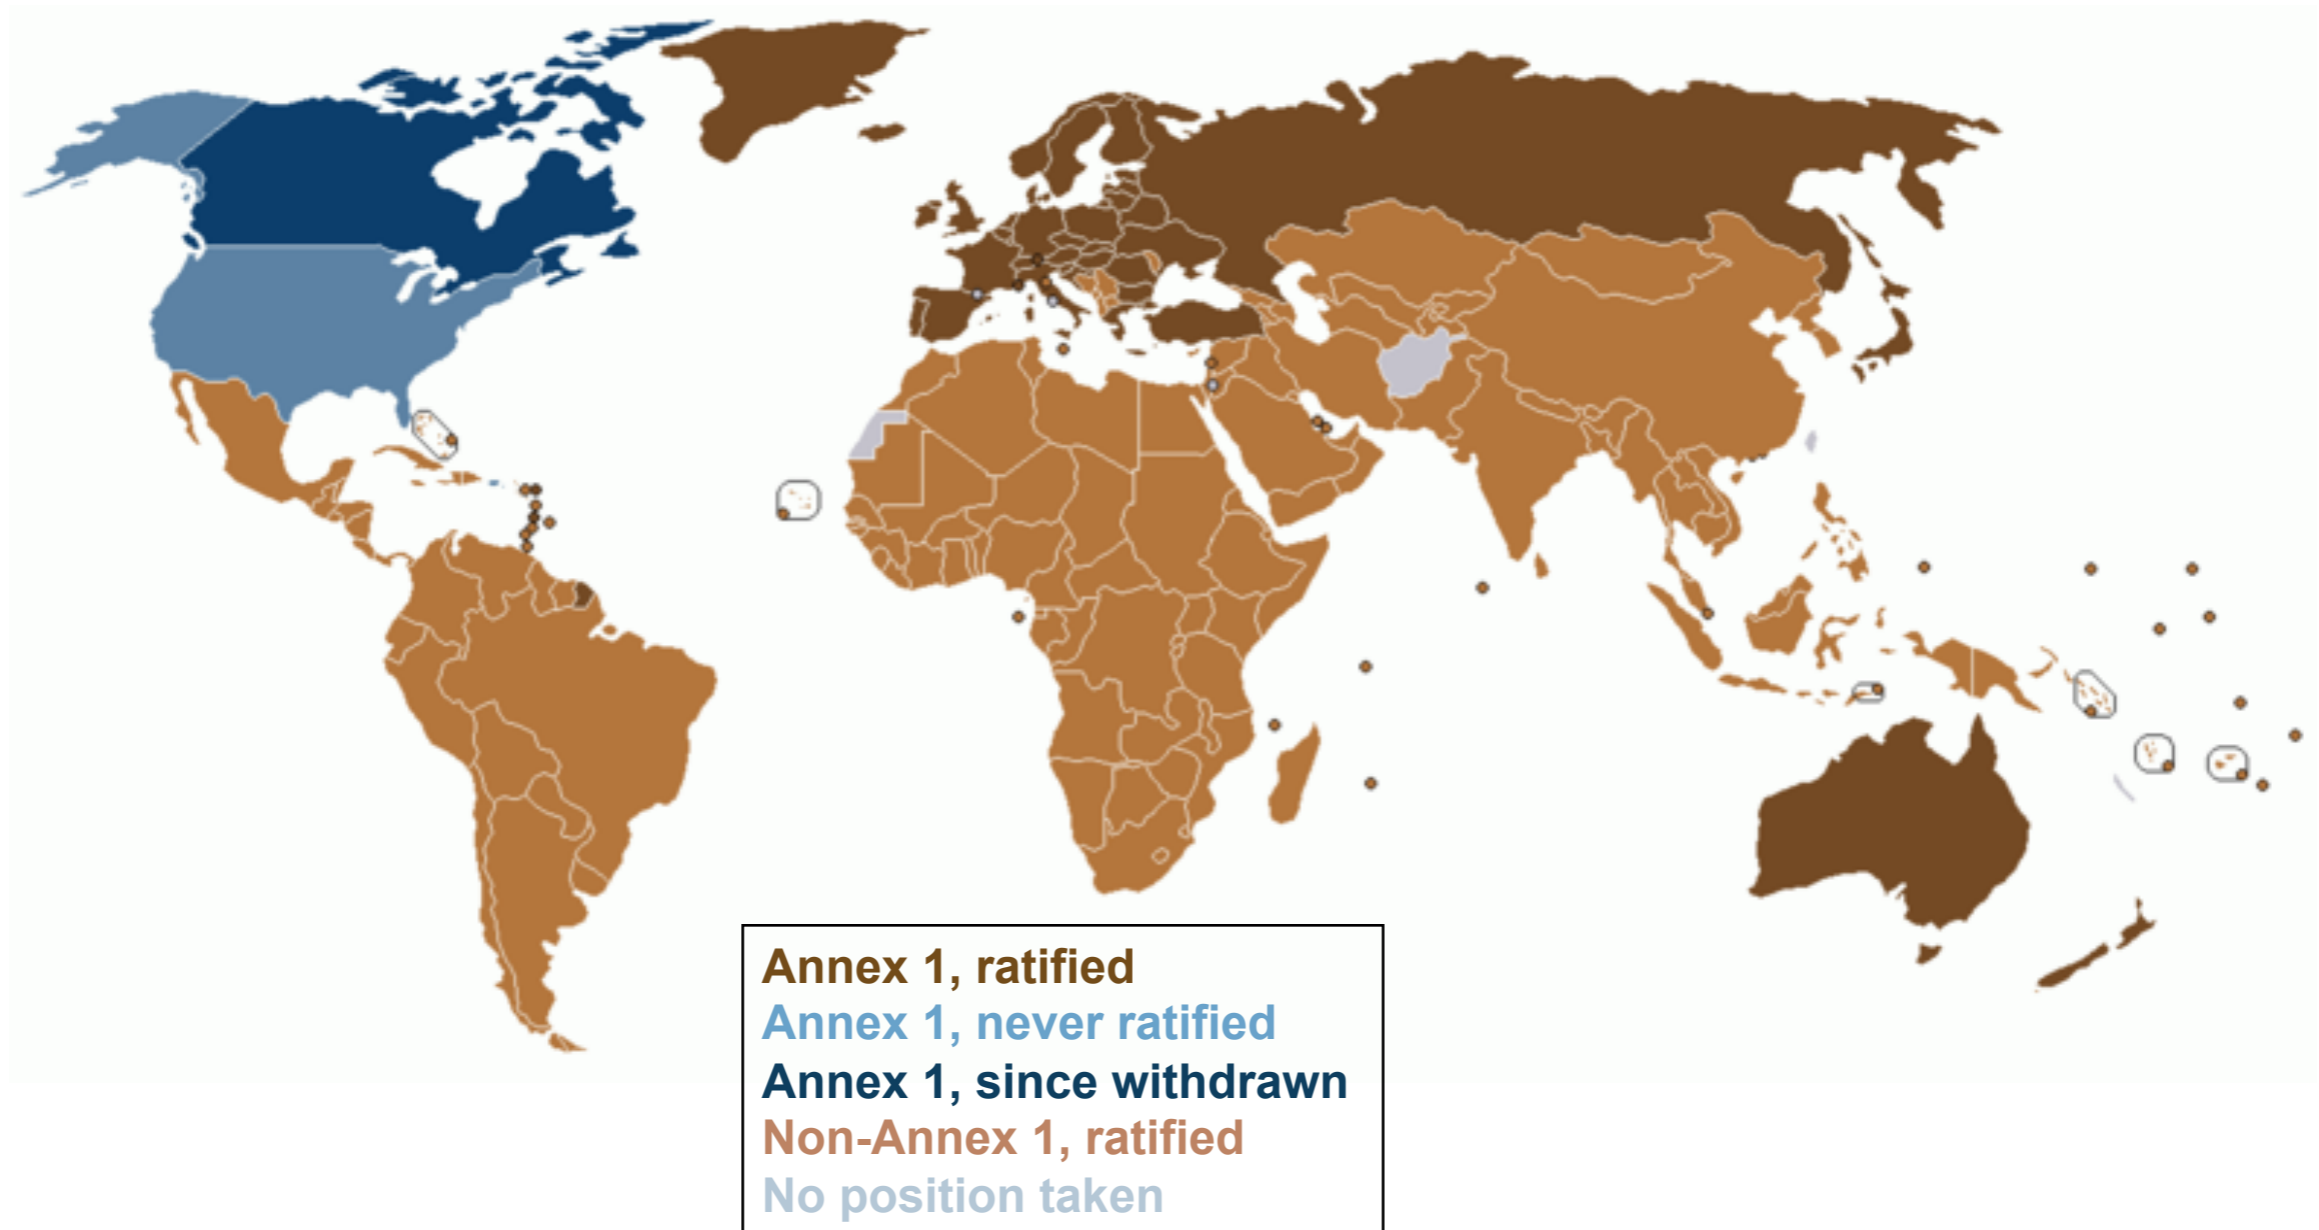 Annex 1, ratified
Annex 1, never ratified
Annex 1, since withdrawn
Non-Annex 1, ratified
No position taken